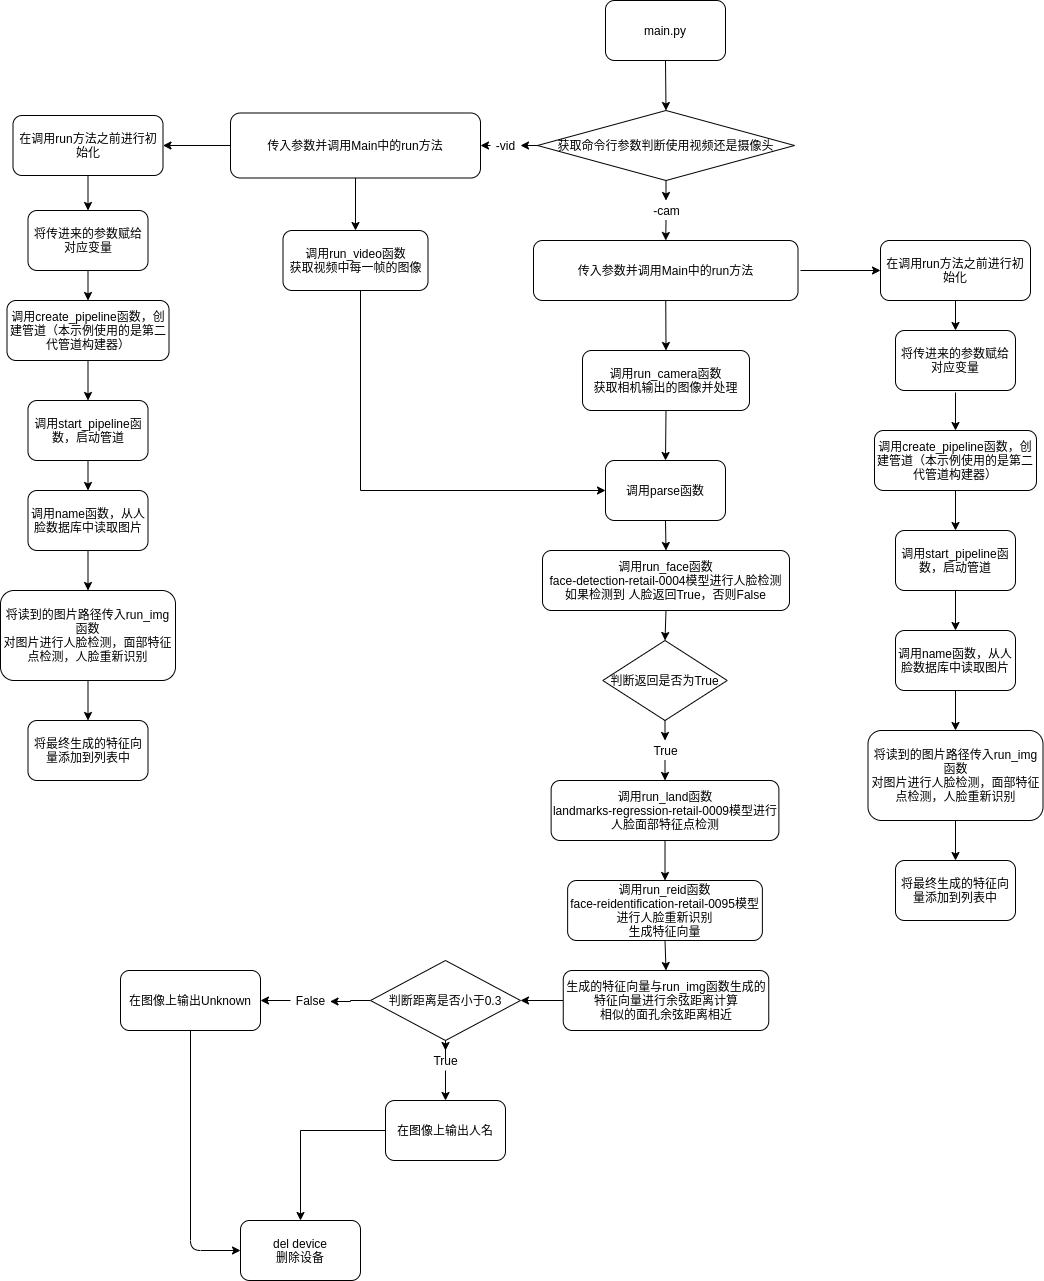 main.py
获取命令行参数判断使用视频还是摄像头
-vid
传入参数并调用Main中的run方法
在调用run方法之前进行初
始化
将传进来的参数赋给
对应变量
调用create_pipeline函数，创
建管道（本示例使用的是第二
代管道构建器）
调用start_pipeline函
数，启动管道
调用name函数，从人
脸数据库中读取图片
将读到的图片路径传入run_img
函数
对图片进行人脸检测，面部特征
点检测，人脸重新识别
将最终生成的特征向
量添加到列表中
调用run_video函数
获取视频中每一帧的图像
-cam
传入参数并调用Main中的run方法
在调用run方法之前进行初
始化
将传进来的参数赋给
对应变量
调用create_pipeline函数，创
建管道（本示例使用的是第二
代管道构建器）
调用start_pipeline函
数，启动管道
调用name函数，从人
脸数据库中读取图片
将读到的图片路径传入run_img
函数
对图片进行人脸检测，面部特征
点检测，人脸重新识别
将最终生成的特征向
量添加到列表中
调用run_camera函数
获取相机输出的图像并处理
调用parse函数
调用run_face函数
face-detection-retail-0004模型进行人脸检测
如果检测到 人脸返回True，否则False
判断返回是否为True
True
调用run_land函数
landmarks-regression-retail-0009模型进行
人脸面部特征点检测
调用run_reid函数
face-reidentification-retail-0095模型
进行人脸重新识别
生成特征向量
生成的特征向量与run_img函数生成的
特征向量进行余弦距离计算
相似的面孔余弦距离相近
判断距离是否小于0.3
False
在图像上输出Unknown
True
在图像上输出人名
del device
删除设备